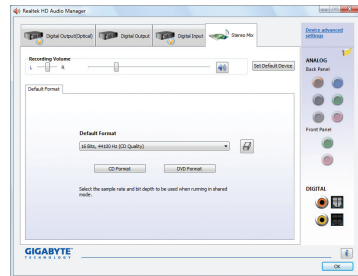 Realtek HD Audio Manager
Digital Output(Optical)
Digital Output
Digital Input
Stereo Mix
Device advanced settings
Recording Volume
L
R
Set Default Device
ANALOG
Back Panel
Default Format
Default Format
16 Bits, 44100 Hz (CD Quality)
CD Format
DVD Format
Select the sample rate and bit depth to be used when running in shared mode.
Front Panel
DIGITAL
GIGABYTE
TECHNOLOGY
i
OK